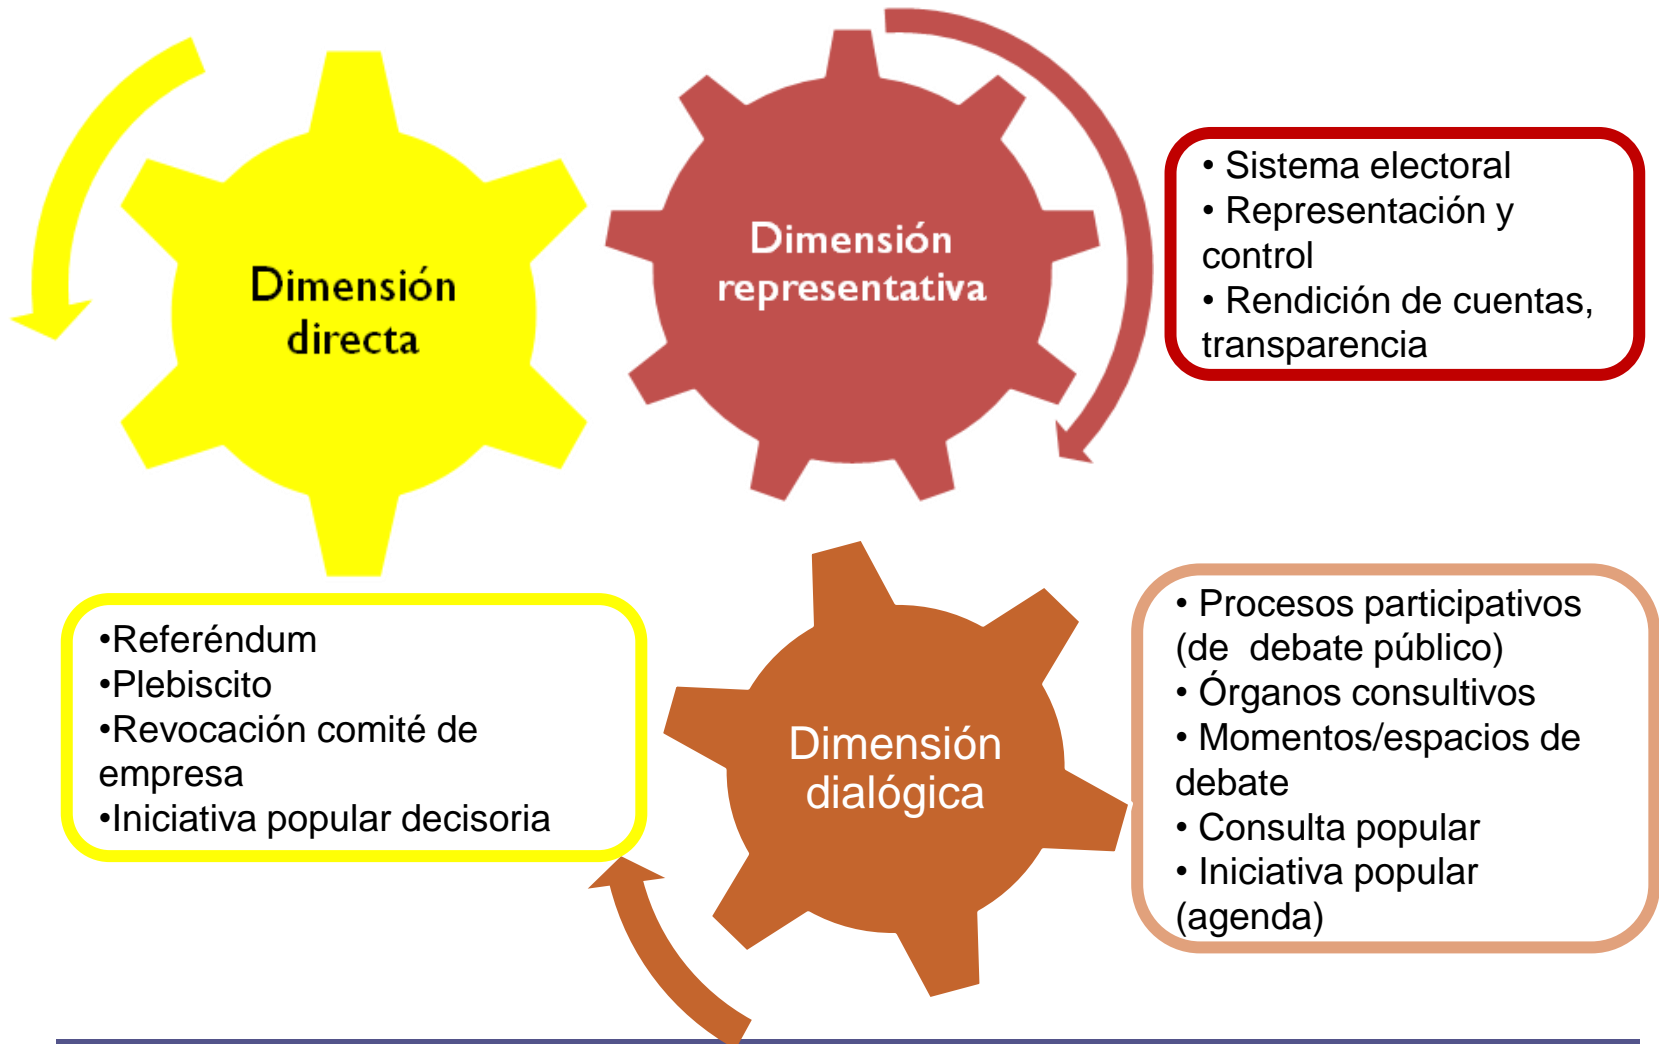 Dimensión
directa
Dimensión
representativa
• Sistema electoral
• Representación y
control
• Rendición de cuentas,
transparencia
•Referéndum
•Plebiscito
•Revocación comité de
empresa
•Iniciativa popular decisoria
Dimensión
dialógica
• Procesos participativos
(de debate público)
• Órganos consultivos
• Momentos/espacios de
debate
• Consulta popular
• Iniciativa popular
(agenda)